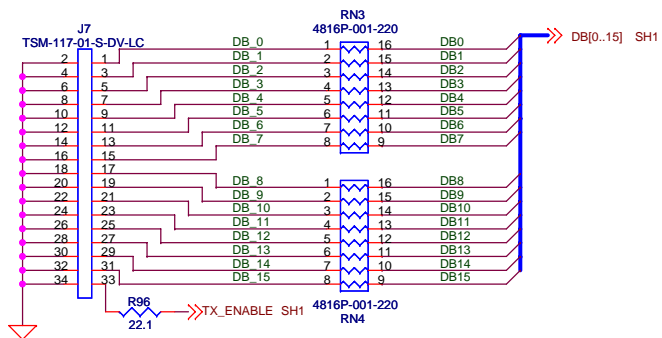 J7
TSM-117-01-S-DV-LC
RN3
4816P-001-220
2 1 DB_0 1 16 DB0
4 3 DB_1 2 15 DB1
6 5 DB_2 3 14 DB2
8 7 DB_3 4 13 DB3
10 9 DB_4 5 12 DB4
12 11 DB_5 6 11 DB5
14 13 DB_6 7 10 DB6
16 15 DB_7 8 9 DB7
18 17 DB_8 1 16 DB8
20 19 DB_9 2 15 DB9
22 21 DB_10 3 14 DB10
24 23 DB_11 4 13 DB11
26 25 DB_12 5 12 DB12
28 27 DB_13 6 11 DB13
30 29 DB_14 7 10 DB14
32 31 DB_15 8 9 DB15
34 33
DB[0..15] SH1
R96
22.1
TX_ENABLE SH1
4816P-001-220
RN4